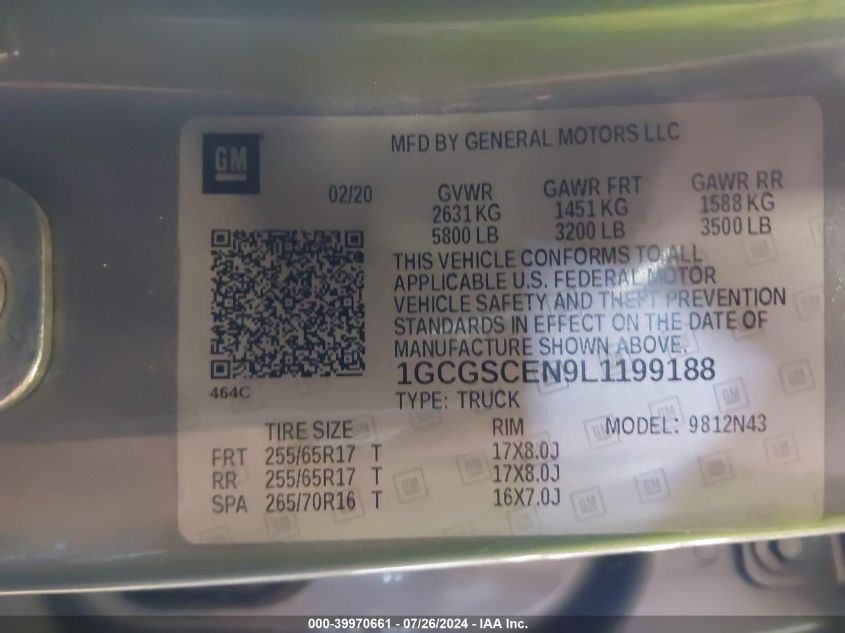 GM
MFD BY GENERAL MOTORS LLC
02/20
GVWR GAWR FRT GAWR RR
2631 KG 1451 KG 1588 KG
5800 LB 3200 LB 3500 LB
THIS VEHICLE CONFORMS TO ALL
APPLICABLE U.S. FEDERAL MOTOR
VEHICLE SAFETY AND THEFT PREVENTION
STANDARDS IN EFFECT ON THE DATE OF
MANUFACTURE SHOWN ABOVE.
464C
1GCGSCEN9L1199188
TYPE: TRUCK
TIRE SIZE RIM MODEL: 9812N43
FRT 255/65R17 T 17X8.0J
RR 255/65R17 T 17X8.0J
SPA 265/70R16 T 16X7.0J
000-39970661 - 07/26/2024 - IAA Inc.